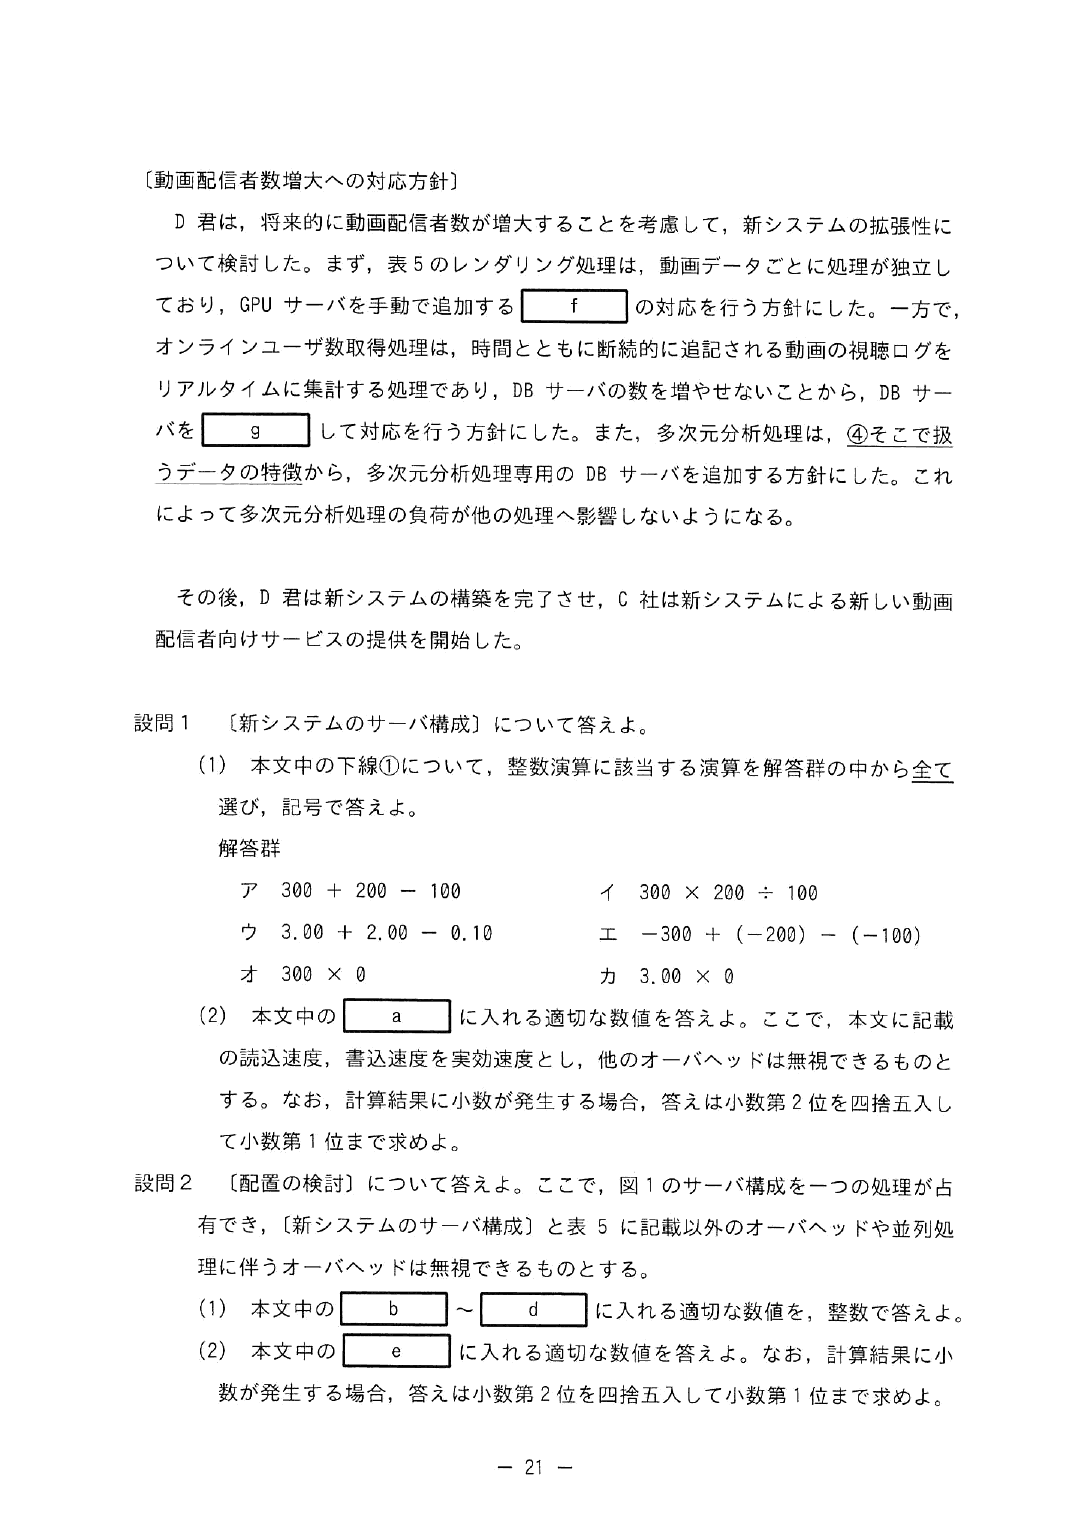 〔動画配信者数増大への対応方針〕
D 君は，将来的に動画配信者数が増大することを考慮して，新システムの拡張性に
ついて検討した。まず，表5のレンダリング処理は，動画データごとに処理が独立し
ており，GPU サーバを手動で追加する f の対応を行う方針にした。一方で，
オンラインユーザ数取得処理は，時間とともに断続的に追記される動画の視聴ログを
リアルタイムに集計する処理であり，DB サーバの数を増やせないことから，DB サー
バを g して対応を行う方針にした。また，多次元分析処理は，④そこで扱
うデータの特徴から，多次元分析処理専用の DB サーバを追加する方針にした。これ
によって多次元分析処理の負荷が他の処理へ影響しないようになる。
その後，D 君は新システムの構築を完了させ，C 社は新システムによる新しい動画
配信者向けサービスの提供を開始した。
設問1 〔新システムのサーバ構成〕について答えよ。
(1) 本文中の下線①について，整数演算に該当する演算を解答群の中から全て
選び，記号で答えよ。
解答群
ア 300 ＋ 200 － 100 イ 300 × 200 ÷ 100
ウ 3.00 ＋ 2.00 － 0.10 エ －300 ＋ (－200) － (－100)
オ 300 × 0 カ 3.00 × 0
(2) 本文中の a に入れる適切な数値を答えよ。ここで，本文に記載
の読込速度，書込速度を実効速度とし，他のオーバヘッドは無視できるものと
する。なお，計算結果に小数が発生する場合，答えは小数第2位を四捨五入し
て小数第1位まで求めよ。
設問2 〔配置の検討〕について答えよ。ここで，図1のサーバ構成を一つの処理が占
有でき，〔新システムのサーバ構成〕と表 5 に記載以外のオーバヘッドや並列処
理に伴うオーバヘッドは無視できるものとする。
(1) 本文中の b ～ d に入れる適切な数値を，整数で答えよ。
(2) 本文中の e に入れる適切な数値を答えよ。なお，計算結果に小
数が発生する場合，答えは小数第2位を四捨五入して小数第1位まで求めよ。
－ 21 －